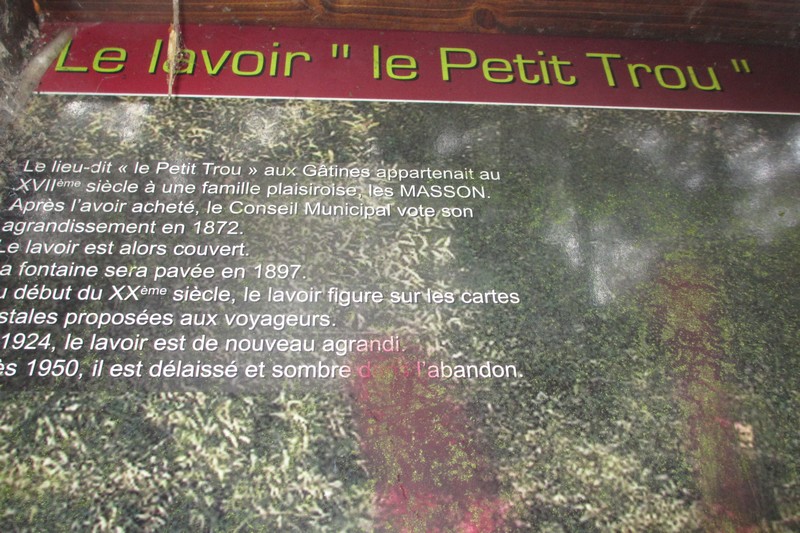 Le lavoir " le Petit Trou "
Le lieu-dit « le Petit Trou » aux Gâtines appartenait au
XVIIème siècle à une famille plaisiroise, les MASSON.
Après l'avoir acheté, le Conseil Municipal vote son
agrandissement en 1872.
Le lavoir est alors couvert.
a fontaine sera pavée en 1897.
u début du XXème siècle, le lavoir figure sur les cartes
stales proposées aux voyageurs.
1924, le lavoir est de nouveau agrandi.
ès 1950, il est délaissé et sombre dans l'abandon.